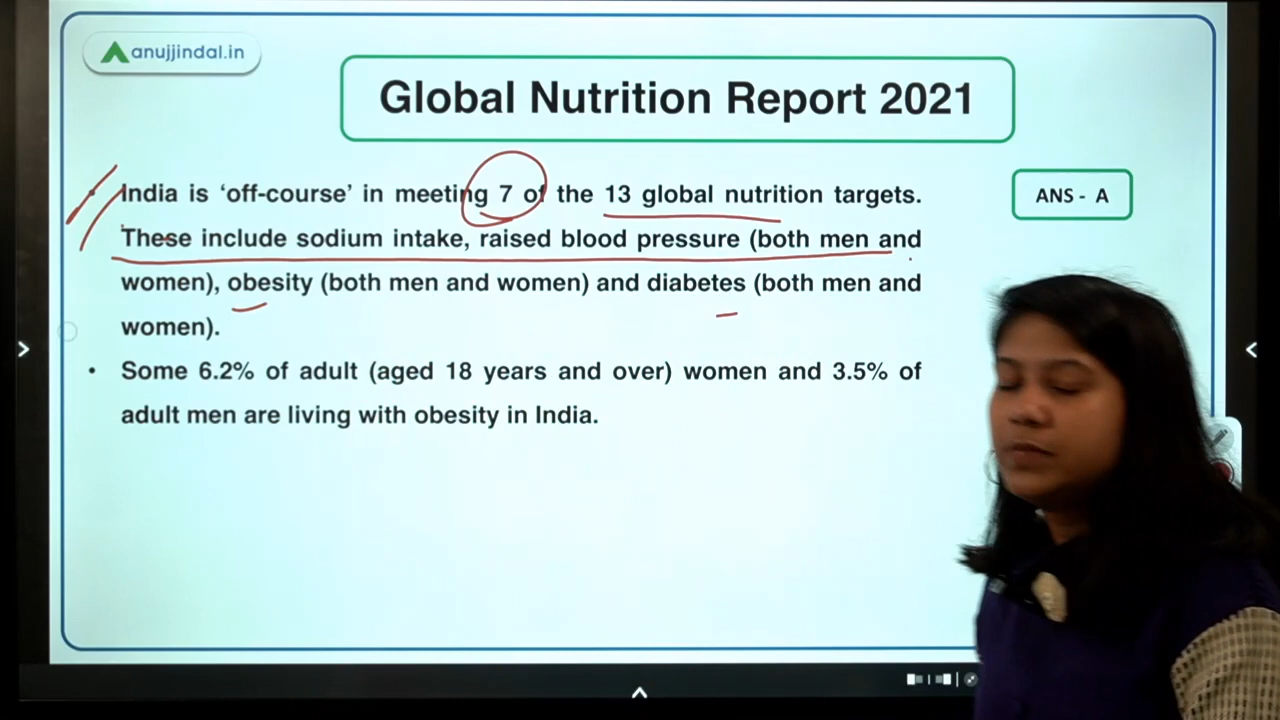 anujjindal.in
Global Nutrition Report 2021
India is ‘off-course’ in meeting 7 of the 13 global nutrition targets.
These include sodium intake, raised blood pressure (both men and
women), obesity (both men and women) and diabetes (both men and
women).
• Some 6.2% of adult (aged 18 years and over) women and 3.5% of
adult men are living with obesity in India.
ANS - A